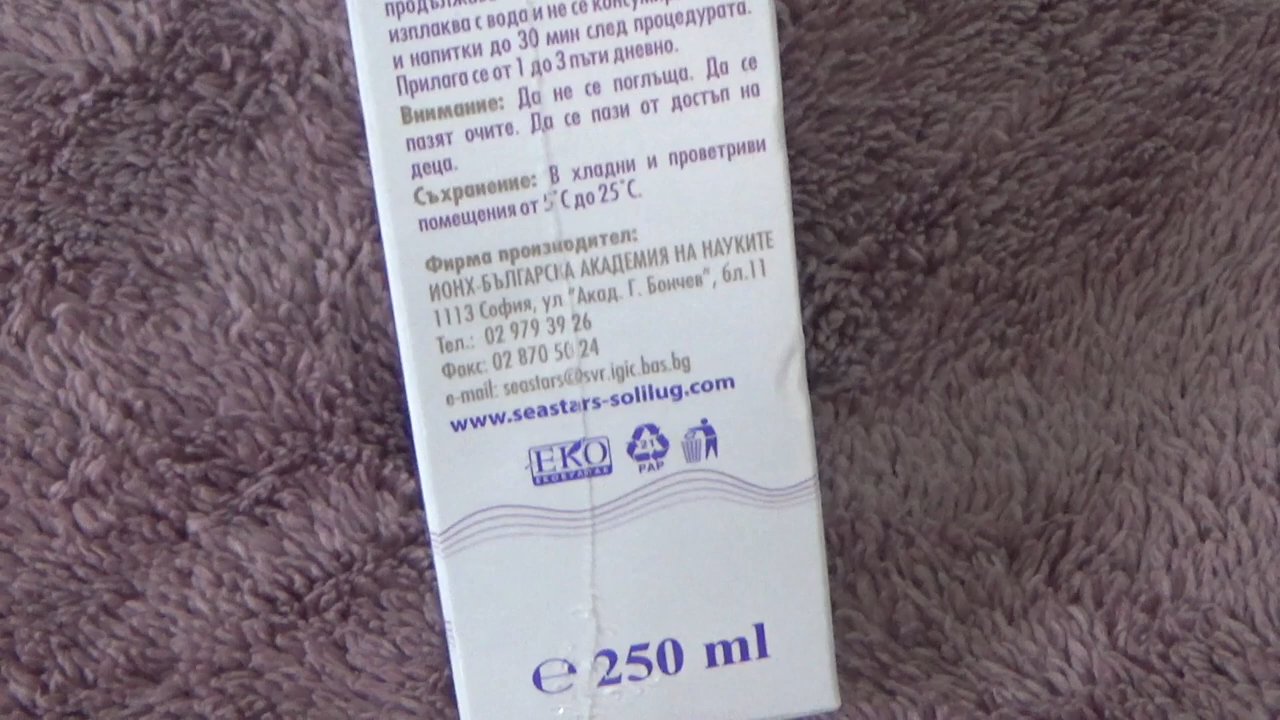 изплаква с вода и не се
и напитки до 30 мин след процедурата.
Прилага се от 1 до 3 пъти дневно.
Внимание: Да не се поглъща. Да се
пазят очите. Да се пази от достъп на
деца.
Съхранение: В хладни и проветриви
помещения от 5°C до 25°C.
Фирма производител:
ИОНХ-БЪЛГАРСКА АКАДЕМИЯ НА НАУКИТЕ
1113 София, ул "Акад. Г. Бончев", бл.11
Тел.: 02 979 39 26
Факс: 02 870 50 24
e-mail: seastars@svr.igic.bas.bg
www.seastars-solilug.com
EKO
21
PAP
e 250 ml